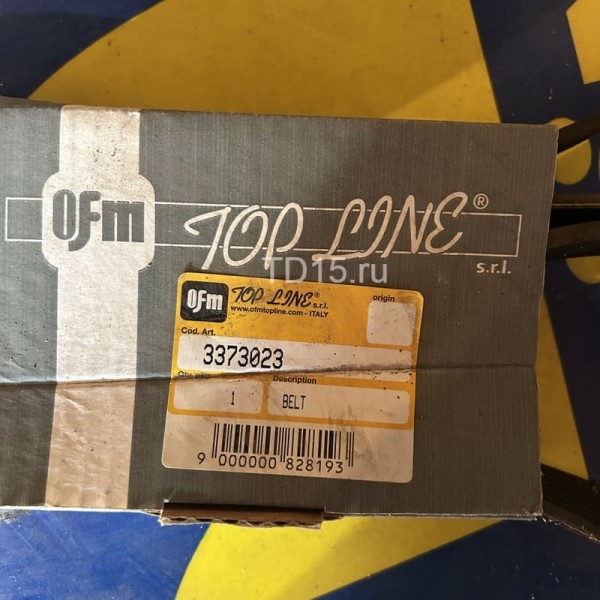 OFm TOP LINE®
s.r.l.
TD15.ru
OFm TOP LINE® s.r.l.
www.ofmtopline.com - ITALY
origin
Cod. Art.
3373023
Description
1 BELT
9 000000 828193